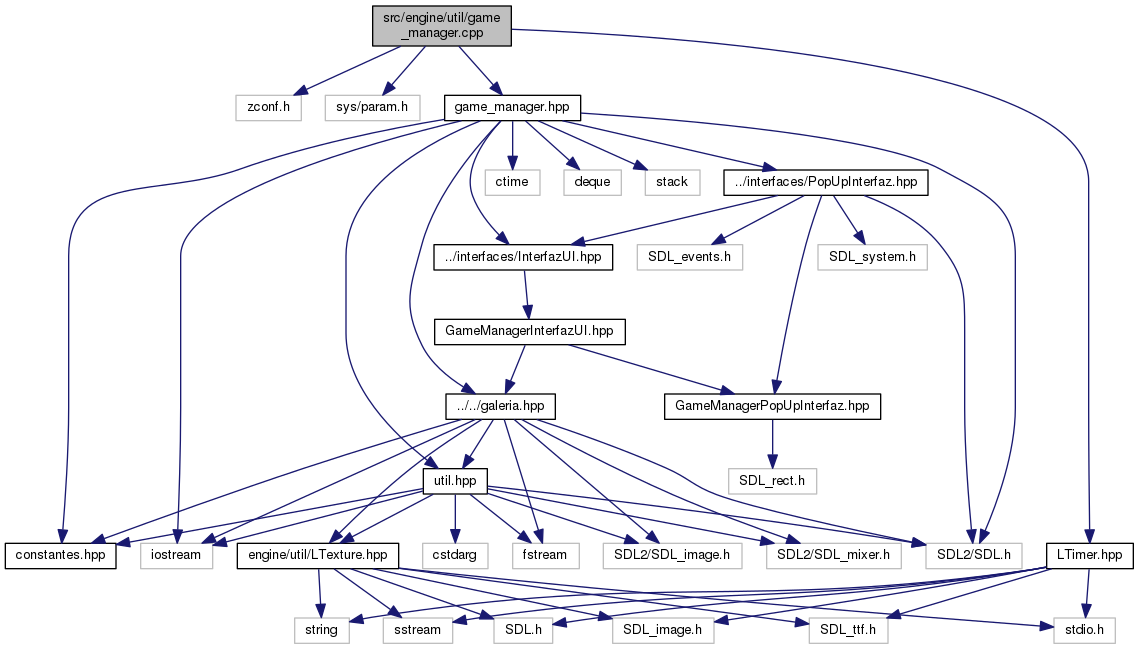 src/engine/util/game
_manager.cpp
zconf.h
sys/param.h
game_manager.hpp
ctime
deque
stack
../interfaces/PopUpInterfaz.hpp
../interfaces/InterfazUI.hpp
SDL_events.h
SDL_system.h
GameManagerInterfazUI.hpp
../../galeria.hpp
GameManagerPopUpInterfaz.hpp
util.hpp
SDL_rect.h
constantes.hpp
iostream
engine/util/LTexture.hpp
cstdarg
fstream
SDL2/SDL_image.h
SDL2/SDL_mixer.h
SDL2/SDL.h
LTimer.hpp
string
sstream
SDL.h
SDL_image.h
SDL_ttf.h
stdio.h